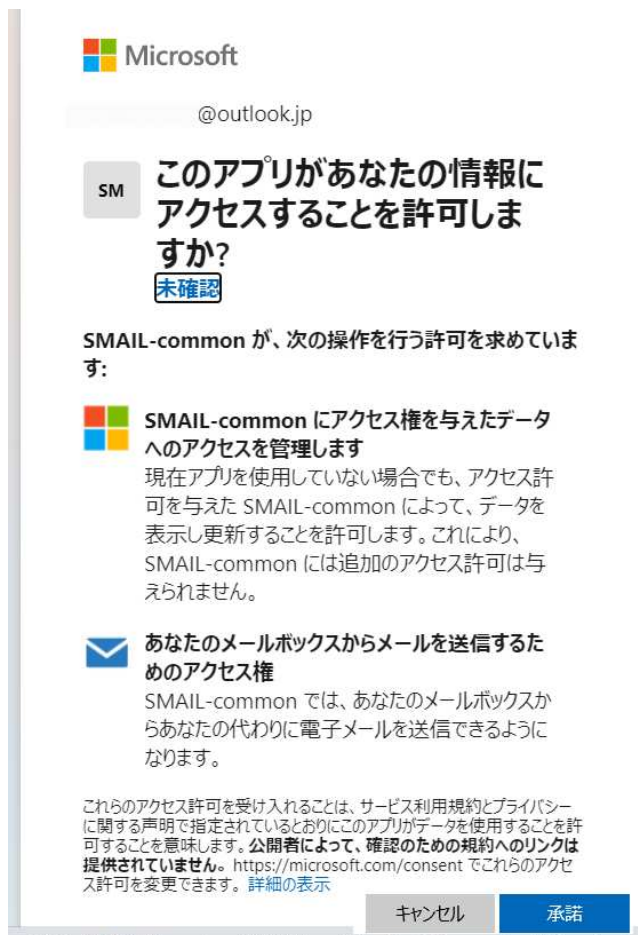 Microsoft
@outlook.jp
SM
このアプリがあなたの情報に
アクセスすることを許可しま
すか?
未確認
SMAIL-common が、次の操作を行う許可を求めていま
す:
SMAIL-common にアクセス権を与えたデータ
へのアクセスを管理します
現在アプリを使用していない場合でも、アクセス許
可を与えた SMAIL-common によって、データを
表示し更新することを許可します。これにより、
SMAIL-common には追加のアクセス許可は与
えられません。
あなたのメールボックスからメールを送信するた
めのアクセス権
SMAIL-common では、あなたのメールボックスか
らあなたの代わりに電子メールを送信できるように
なります。
これらのアクセス許可を受け入れることは、サービス利用規約とプライバシー
に関する声明で指定されているとおりにこのアプリがデータを使用することを許
可することを意味します。公開者によって、確認のための規約へのリンクは
提供されていません。https://microsoft.com/consent でこれらのアクセ
ス許可を変更できます。詳細の表示
キャンセル
承諾